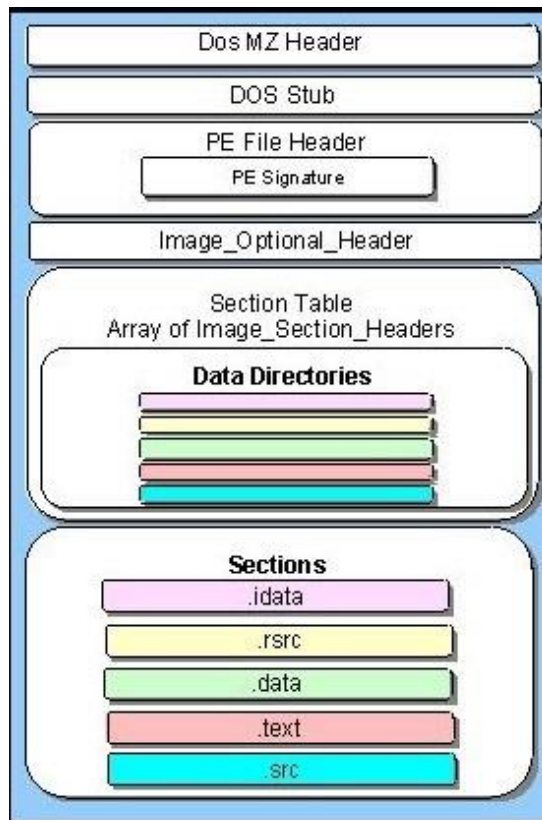 Dos MZ Header
DOS Stub
PE File Header
PE Signature
Image_Optional_Header
Section Table
Array of Image_Section_Headers
Data Directories
Sections
.idata
.rsrc
.data
.text
.src